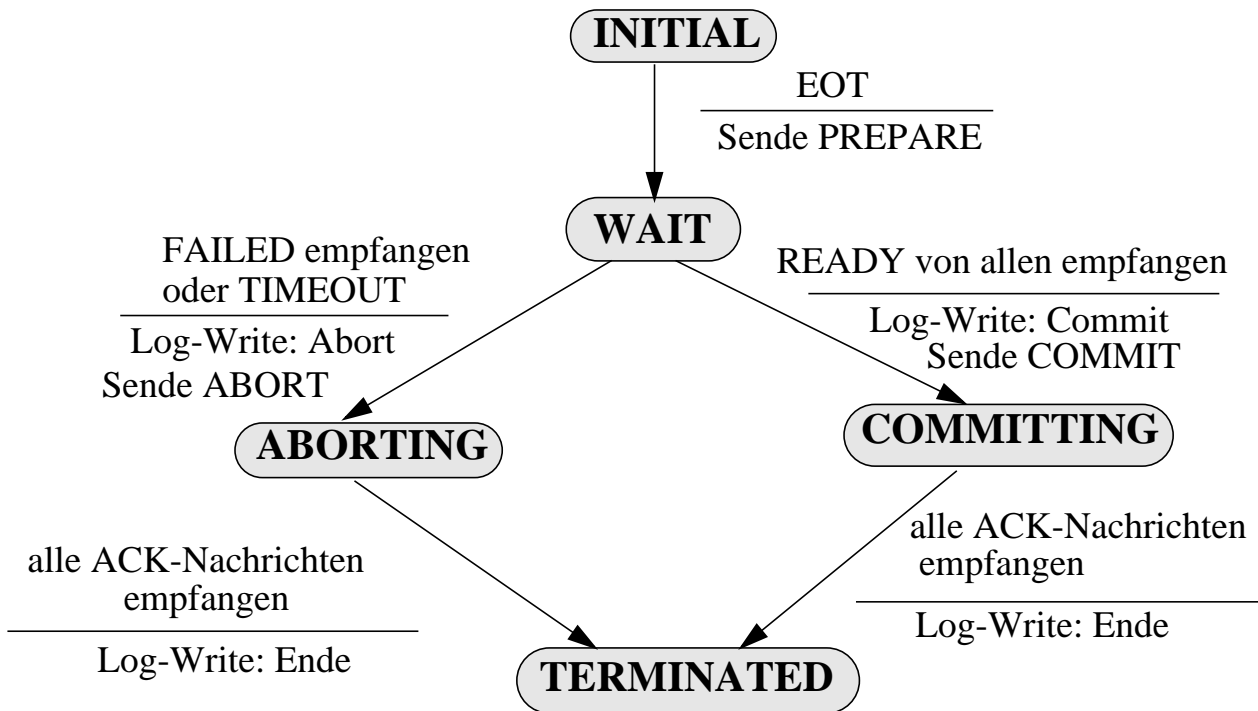 INITIAL
EOT
Sende PREPARE
WAIT
FAILED empfangen
oder TIMEOUT
Log-Write: Abort
Sende ABORT
READY von allen empfangen
Log-Write: Commit
Sende COMMIT
ABORTING
COMMITTING
alle ACK-Nachrichten
empfangen
Log-Write: Ende
alle ACK-Nachrichten
empfangen
Log-Write: Ende
TERMINATED